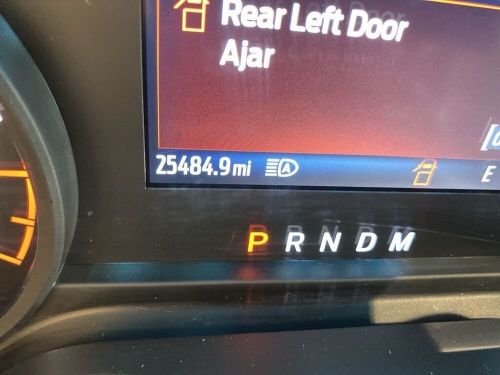 Rear Left Door
Ajar
25484.9 mi
A
E
P R N D M